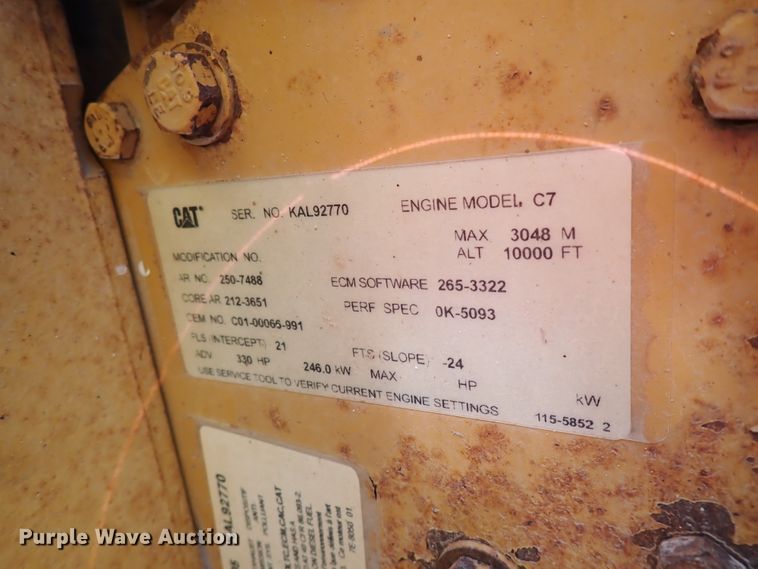 CAT SER. NO. KAL92770 ENGINE MODEL C7
MAX 3048 M
MODIFICATION NO. ALT 10000 FT
AR NO. 250-7488 ECM SOFTWARE 265-3322
CORE AR 212-3651 PERF SPEC 0K-5093
OEM NO. C01-00065-991
FLS (INTERCEPT) 21 FTS (SLOPE) -24
ADV 330 HP 246.0 kW MAX HP kW
USE SERVICE TOOL TO VERIFY CURRENT ENGINE SETTINGS 115-5852 2
AL92770
Purple Wave Auction